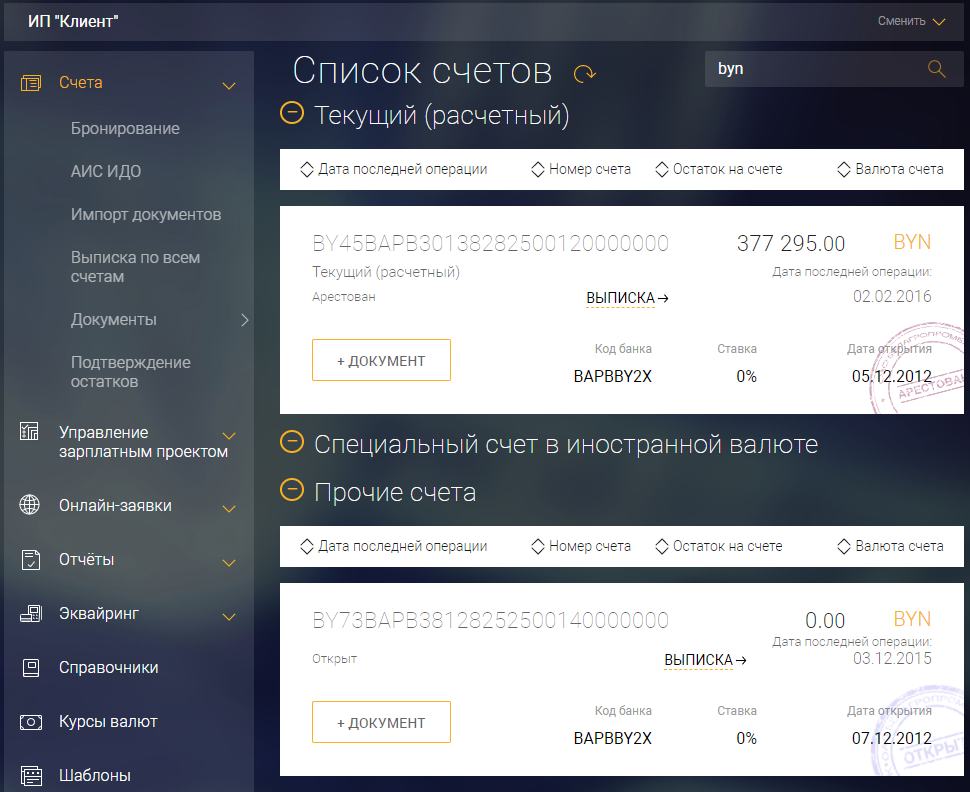 ИП "Клиент"
Сменить
Счета
Бронирование
АИС ИДО
Импорт документов
Выписка по всем
счетам
Документы
Подтверждение
остатков
Управление
зарплатным проектом
Онлайн-заявки
Отчёты
Эквайринг
Справочники
Курсы валют
Шаблоны
Список счетов
byn
Текущий (расчетный)
Дата последней операции Номер счета Остаток на счете Валюта счета
BY45BAPB30138282500120000000 377 295.00 BYN
Текущий (расчетный) Дата последней операции:
Арестован ВЫПИСКА→ 02.02.2016
+ ДОКУМЕНТ
Код банка Ставка Дата открытия
BAPBBY2X 0% 05.12.2012
АРЕСТОВАН
Специальный счет в иностранной валюте
Прочие счета
Дата последней операции Номер счета Остаток на счете Валюта счета
BY73BAPB38128252500140000000 0.00 BYN
Дата последней операции:
Открыт ВЫПИСКА→ 03.12.2015
+ ДОКУМЕНТ
Код банка Ставка Дата открытия
BAPBBY2X 0% 07.12.2012